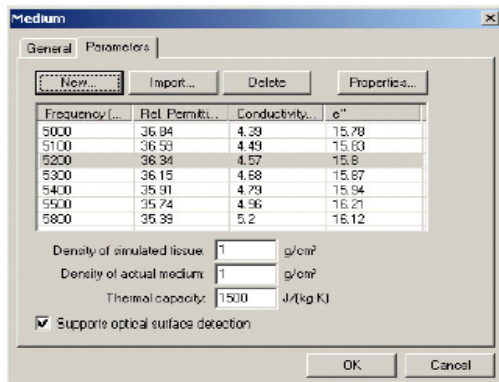 Medium
General Parameters
New... Import... Delete Properties...
Frequency (... Rel. Permitti... Conductivity... e''
5000 36.84 4.39 15.78
5100 36.59 4.49 15.83
5200 36.34 4.57 15.8
5300 36.15 4.68 15.87
5400 35.91 4.79 15.94
5500 35.74 4.96 16.21
5800 35.39 5.2 16.12
Density of simulated tissue: 1 g/cm³
Density of actual medium: 1 g/cm³
Thermal capacity: 1500 J/(kg K)
Supports optical surface detection
OK Cancel